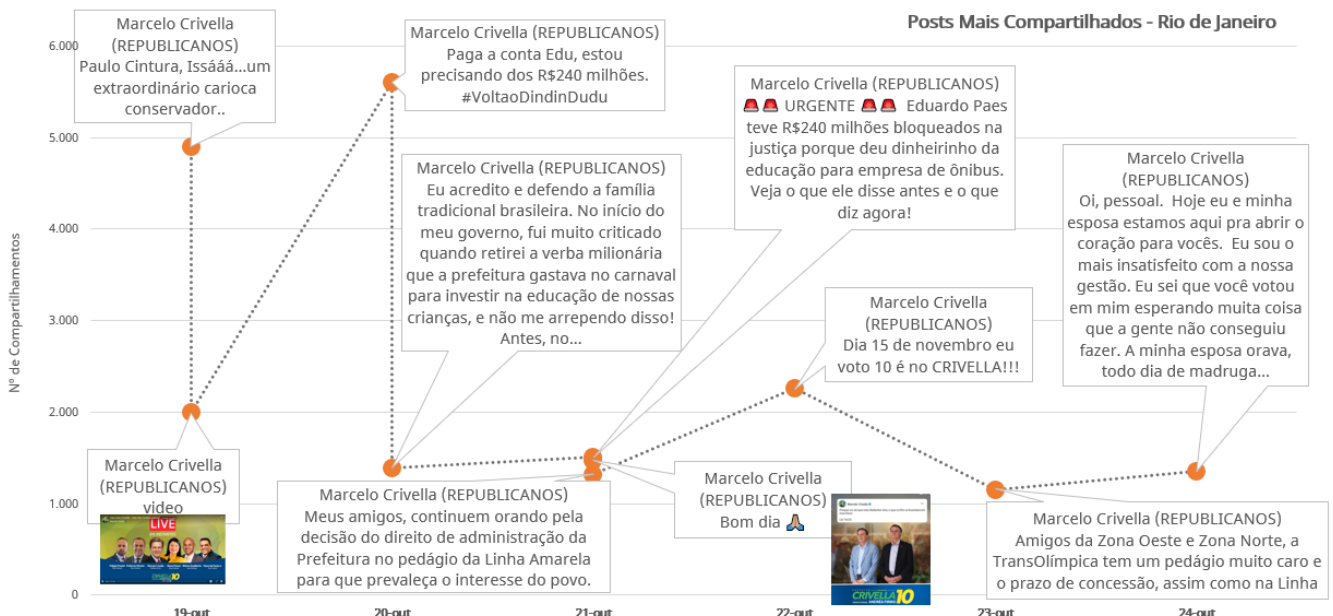 Posts Mais Compartilhados - Rio de Janeiro
Nº de Compartilhamentos
6.000
5.000
4.000
3.000
2.000
1.000
0
Marcelo Crivella
(REPUBLICANOS)
Paulo Cintura, Issááá...um
extraordinário carioca
conservador..
Marcelo Crivella (REPUBLICANOS)
Paga a conta Edu, estou
precisando dos R$240 milhões.
#VoltaoDindinDudu
Marcelo Crivella (REPUBLICANOS)
🚨🚨 URGENTE 🚨🚨 Eduardo Paes
teve R$240 milhões bloqueados na
justiça porque deu dinheirinho da
educação para empresa de ônibus.
Veja o que ele disse antes e o que
diz agora!
Marcelo Crivella (REPUBLICANOS)
Eu acredito e defendo a família
tradicional brasileira. No início do
meu governo, fui muito criticado
quando retirei a verba milionária
que a prefeitura gastava no carnaval
para investir na educação de nossas
crianças, e não me arrependo disso!
Antes, no...
Marcelo Crivella
(REPUBLICANOS)
Oi, pessoal. Hoje eu e minha
esposa estamos aqui pra abrir o
coração para vocês. Eu sou o
mais insatisfeito com a nossa
gestão. Eu sei que você votou
em mim esperando muita coisa
que a gente não conseguiu
fazer. A minha esposa orava,
todo dia de madruga...
Marcelo Crivella
(REPUBLICANOS)
Dia 15 de novembro eu
voto 10 é no CRIVELLA!!!
Marcelo Crivella
(REPUBLICANOS)
video
LIVE
10
Marcelo Crivella (REPUBLICANOS)
Meus amigos, continuem orando pela
decisão do direito de administração da
Prefeitura no pedágio da Linha Amarela
para que prevaleça o interesse do povo.
Marcelo Crivella
(REPUBLICANOS)
Bom dia 🙏🏽
CRIVELLA 10
Marcelo Crivella (REPUBLICANOS)
Amigos da Zona Oeste e Zona Norte, a
TransOlímpica tem um pedágio muito caro e
o prazo de concessão, assim como na Linha
19-out
20-out
21-out
22-out
23-out
24-out